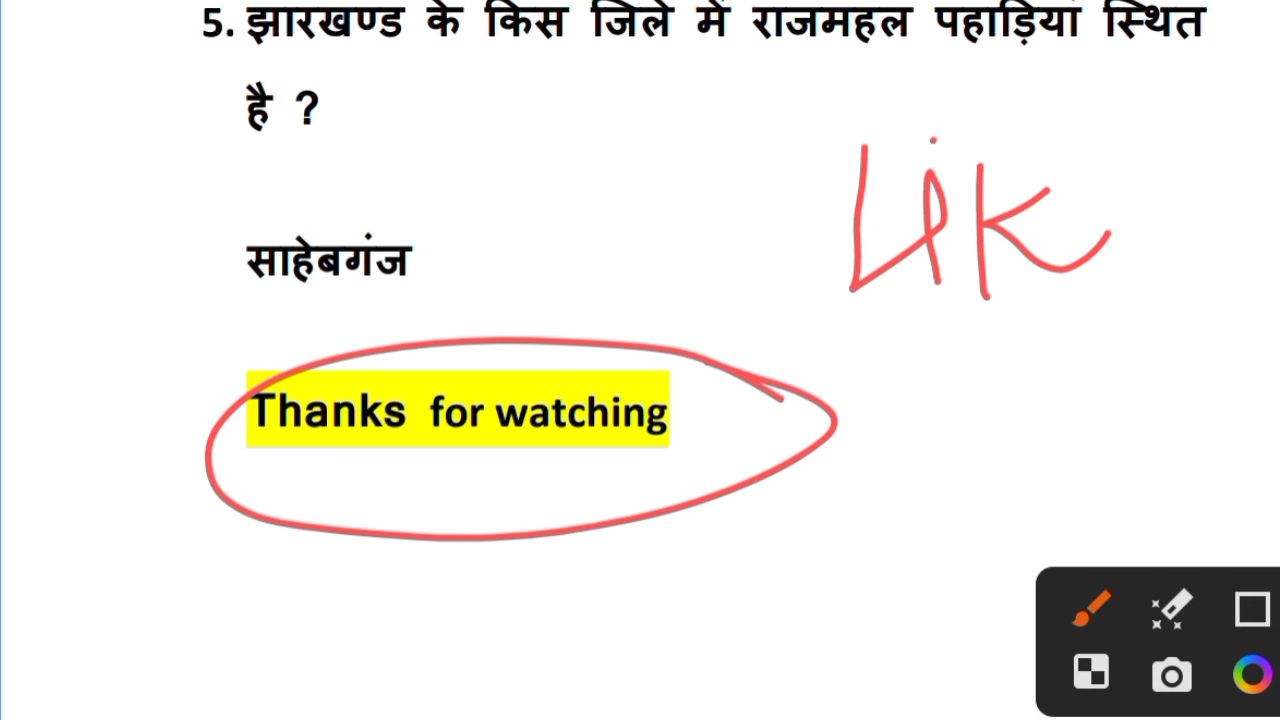 5. झारखण्ड के किस जिले में राजमहल पहाड़ियां स्थित
है ?
Lik
साहेबगंज
Thanks for watching